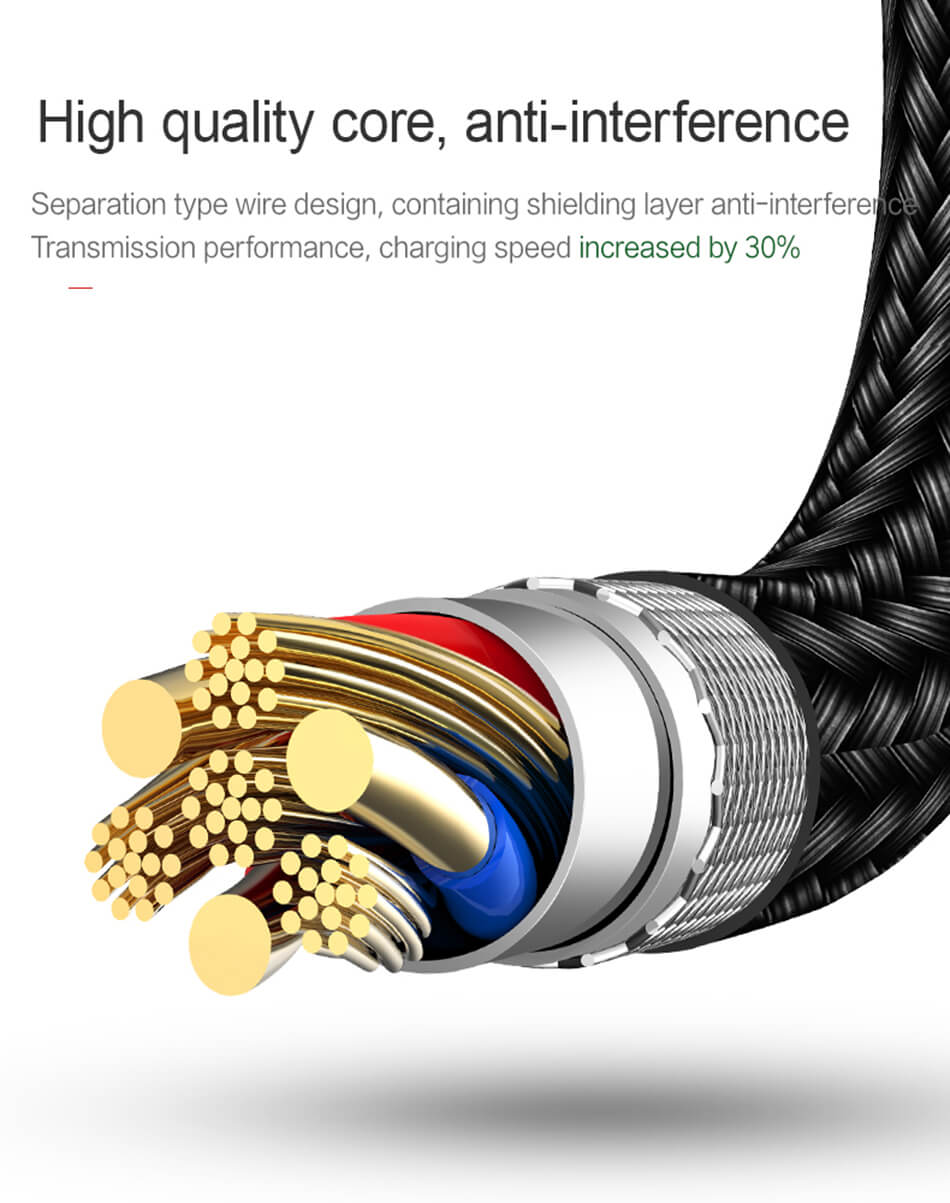 High quality core, anti-interference
Separation type wire design, containing shielding layer anti-interference
Transmission performance, charging speed increased by 30%